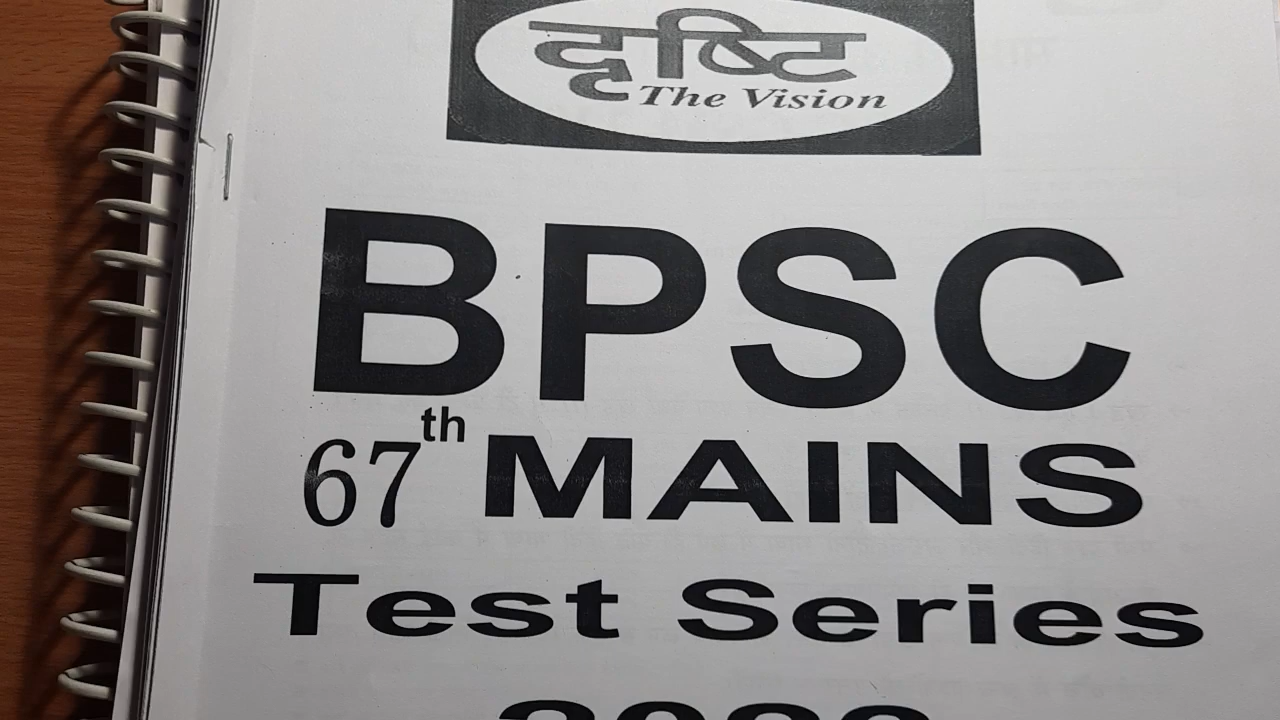 दृष्टि
The Vision
BPSC
67th MAINS
Test Series